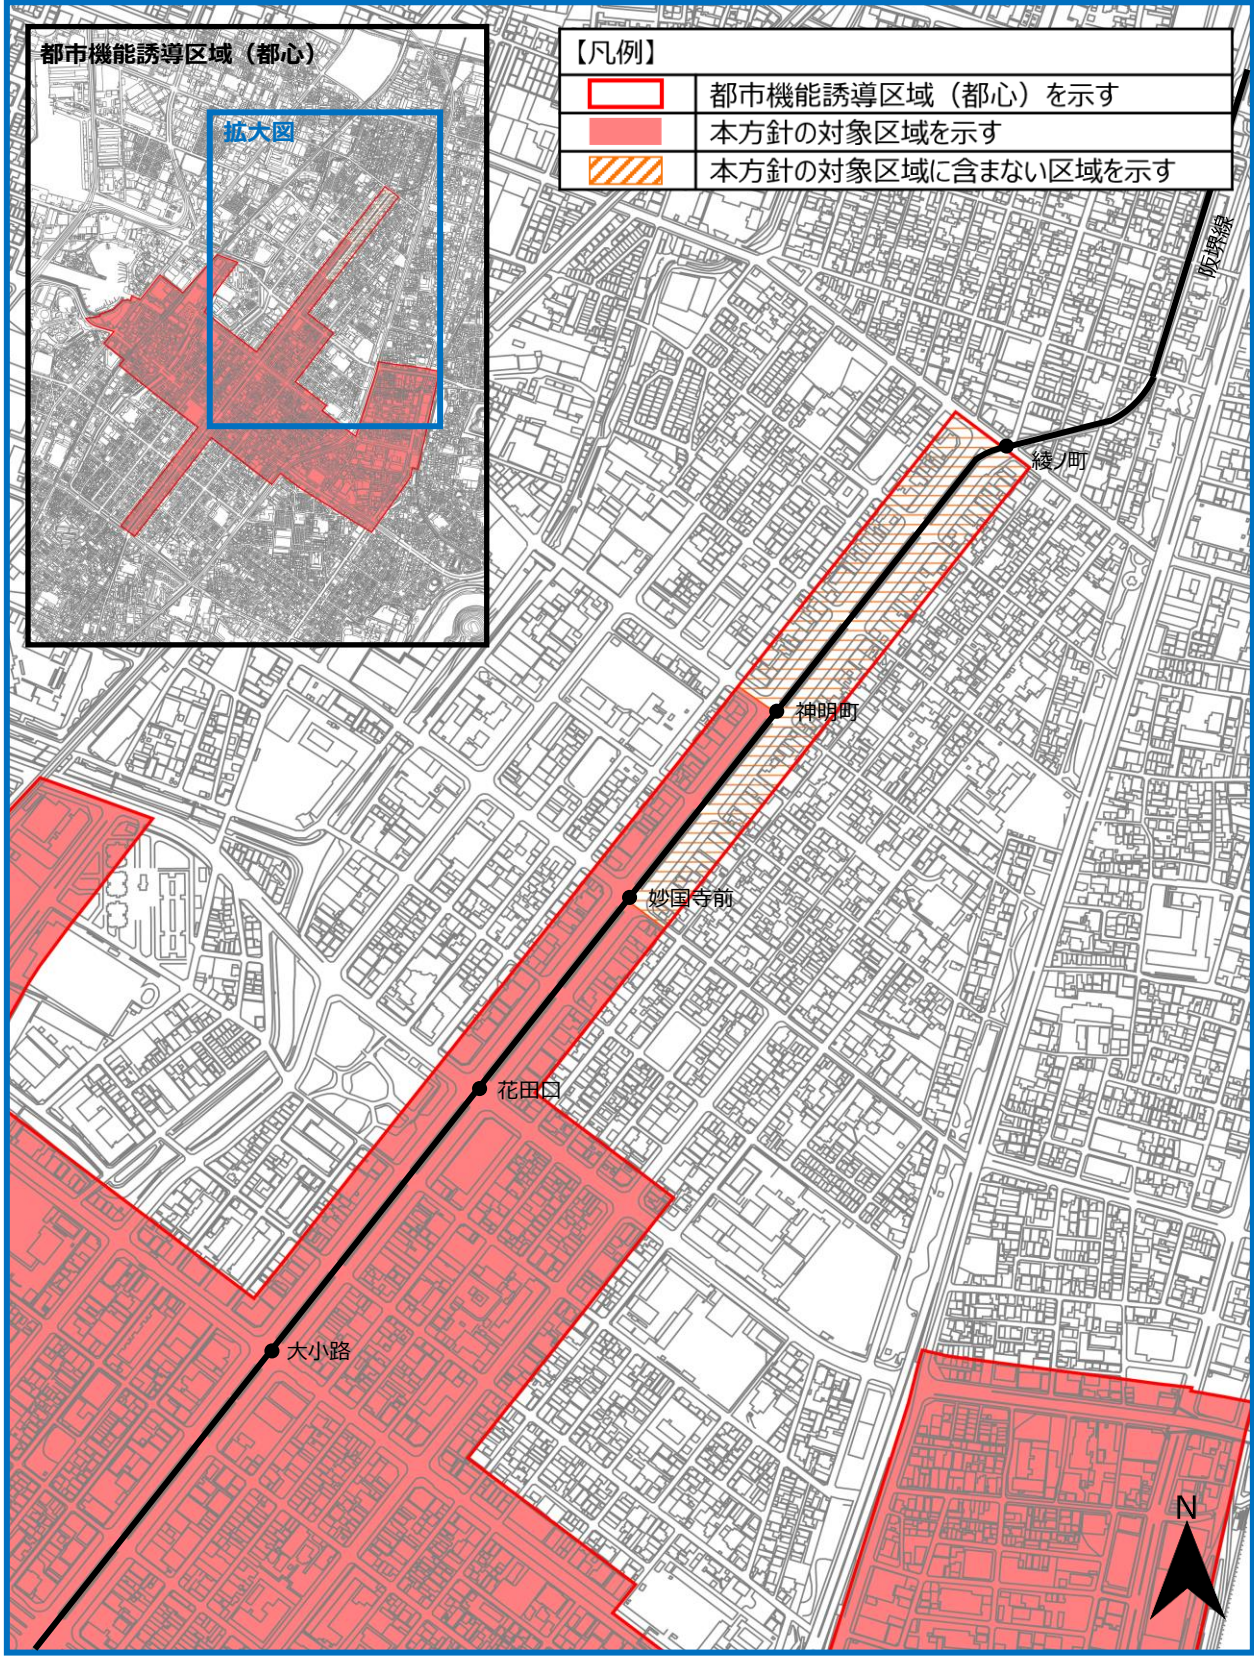 都市機能誘導区域（都心）
拡大図
【凡例】
都市機能誘導区域（都心）を示す
本方針の対象区域を示す
本方針の対象区域に含まない区域を示す
阪堺線
綾ノ町
神明町
妙国寺前
花田口
大小路
N